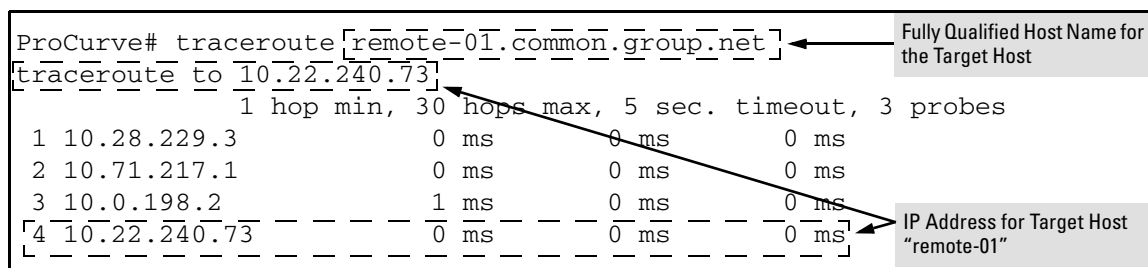 ProCurve# traceroute remote-01.common.group.net
Fully Qualified Host Name for
the Target Host
traceroute to 10.22.240.73
1 hop min, 30 hops max, 5 sec. timeout, 3 probes
1 10.28.229.3 0 ms 0 ms 0 ms
2 10.71.217.1 0 ms 0 ms 0 ms
3 10.0.198.2 1 ms 0 ms 0 ms
4 10.22.240.73 0 ms 0 ms 0 ms
IP Address for Target Host
“remote-01”